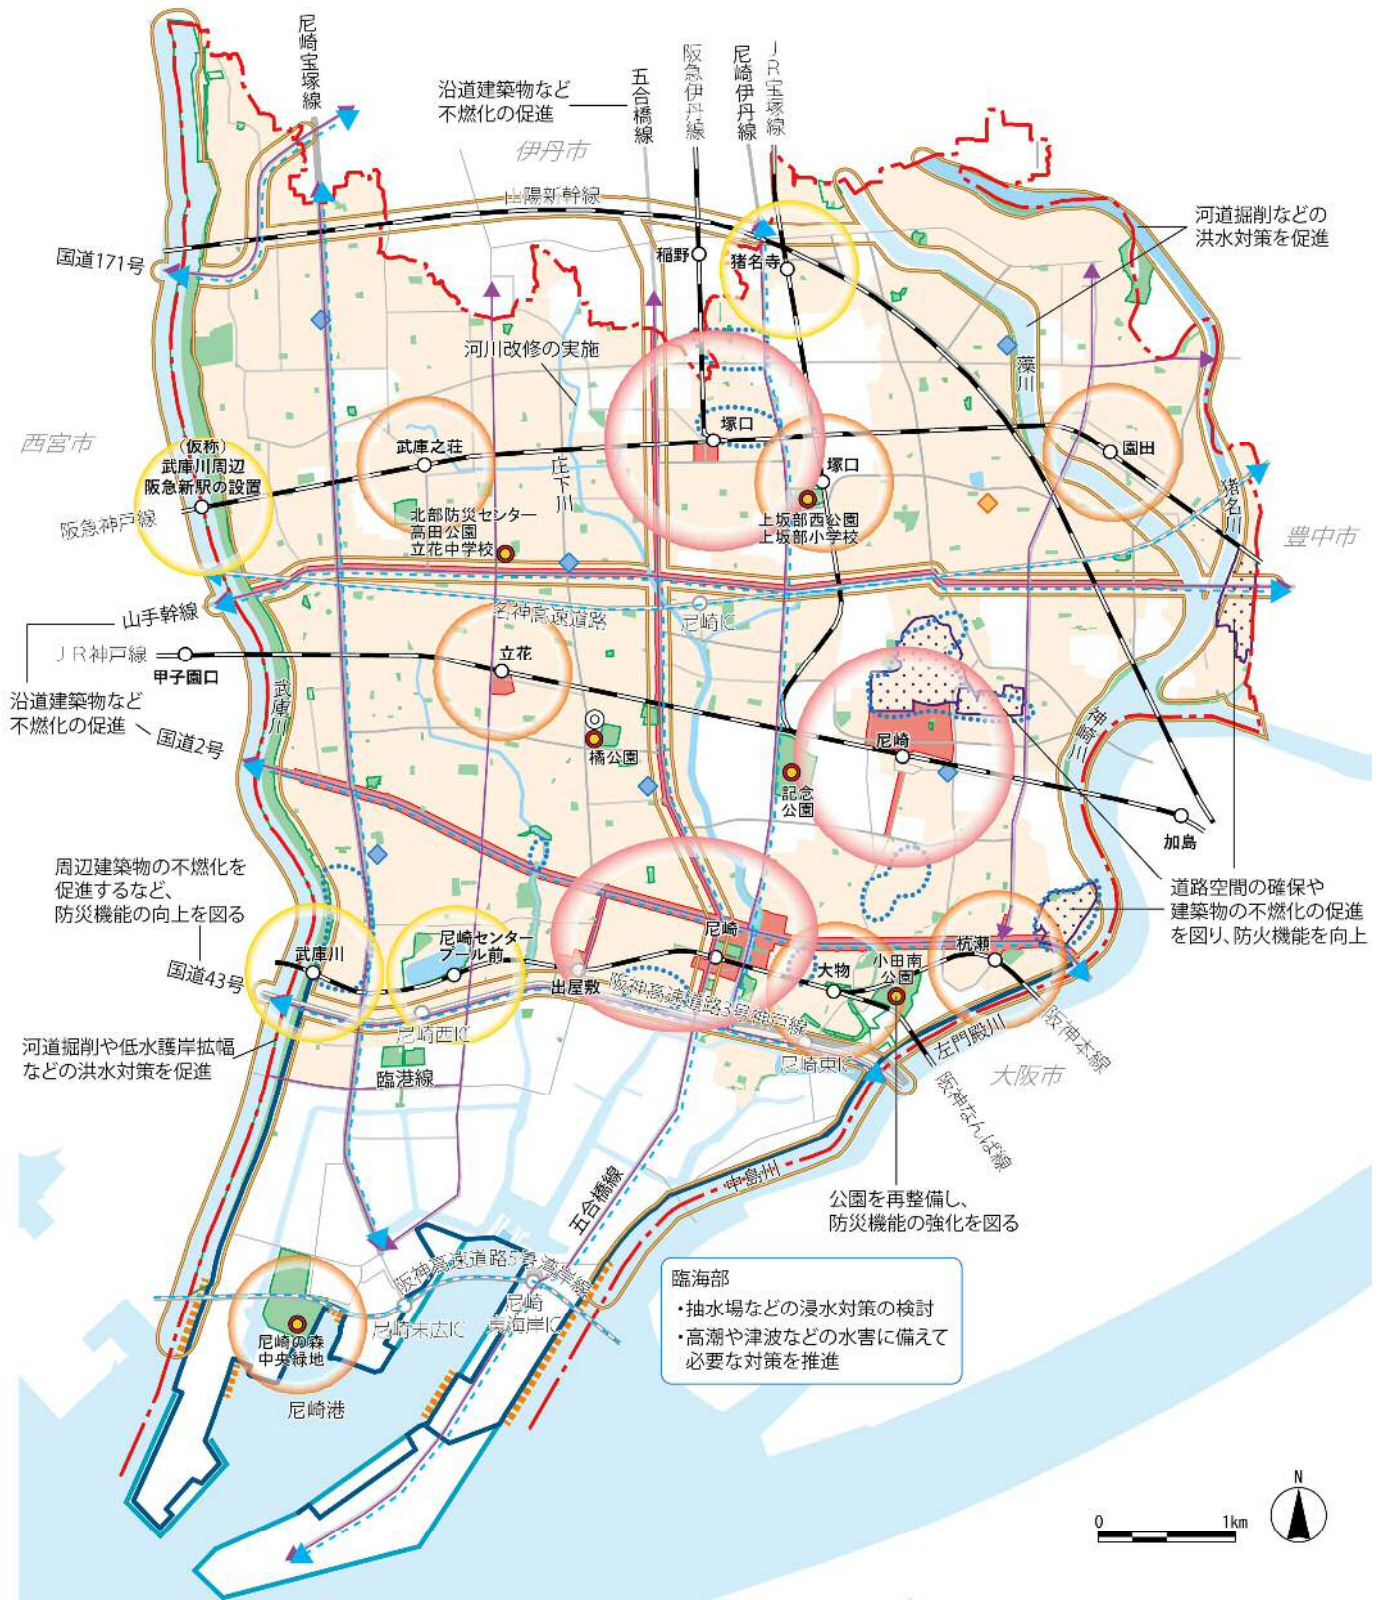 尼崎宝塚線
沿道建築物など
不燃化の促進
五合橋線
阪急伊丹線
尼崎伊丹線
ＪＲ宝塚線
伊丹市
山陽新幹線
河道掘削などの
洪水対策を促進
国道171号
稲野
猪名寺
河川改修の実施
藻川
西宮市
（仮称）
武庫川周辺
阪急新駅の設置
武庫之荘
塚口
塚口
園田
庄下川
猪名川
阪急神戸線
北部防災センター
高田公園
立花中学校
上坂部西公園
上坂部小学校
豊中市
山手幹線
名神高速道路
尼崎IC
ＪＲ神戸線
甲子園口
立花
武庫川
沿道建築物など
不燃化の促進
国道2号
橘公園
尼崎
神崎川
記念
公園
加島
周辺建築物の不燃化を
促進するなど、
防災機能の向上を図る
道路空間の確保や
建築物の不燃化の促進
を図り、防火機能を向上
国道43号
武庫川
尼崎センター
プール前
出屋敷
尼崎
大物
小田南
公園
杭瀬
阪神高速道路3号神戸線
尼崎西IC
尼崎東IC
左門殿川
阪神本線
大阪市
阪神なんば線
河道掘削や低水護岸拡幅
などの洪水対策を促進
臨港線
中島川
五合橋線
公園を再整備し、
防災機能の強化を図る
阪神高速道路5号湾岸線
尼崎末広IC
尼崎
東海岸IC
尼崎の森
中央緑地
尼崎港
臨海部
・抽水場などの浸水対策の検討
・高潮や津波などの水害に備えて
必要な対策を推進
N
0
1km